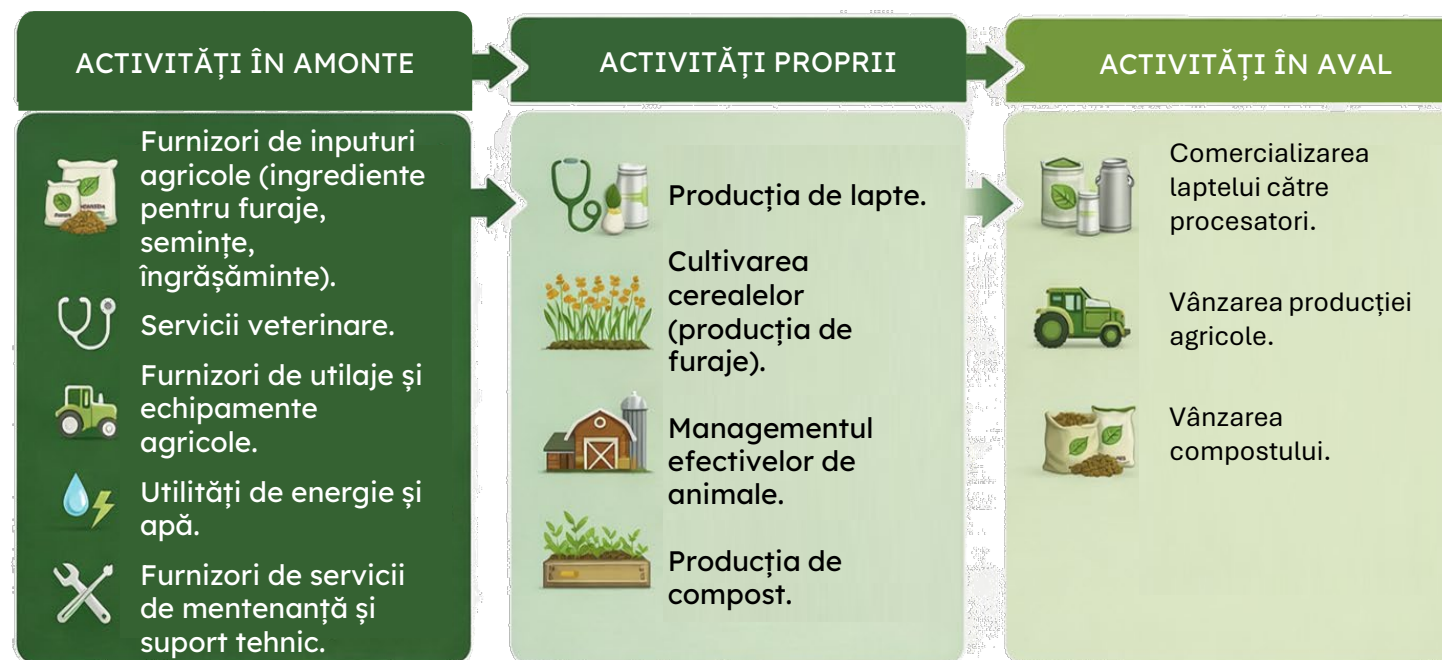 ACTIVITĂȚI ÎN AMONTE
Furnizori de inputuri
agricole (ingrediente
pentru furaje,
semințe,
îngrășăminte).
Servicii veterinare.
Furnizori de utilaje și
echipamente
agricole.
Utilități de energie și
apă.
Furnizori de servicii
de mentenanță și
suport tehnic.
ACTIVITĂȚI PROPRII
Producția de lapte.
Cultivarea
cerealelor
(producția de
furaje).
Managementul
efectivelor de
animale.
Producția de
compost.
ACTIVITĂȚI ÎN AVAL
Comercializarea
laptelui către
procesatori.
Vânzarea producției
agricole.
Vânzarea
compostului.